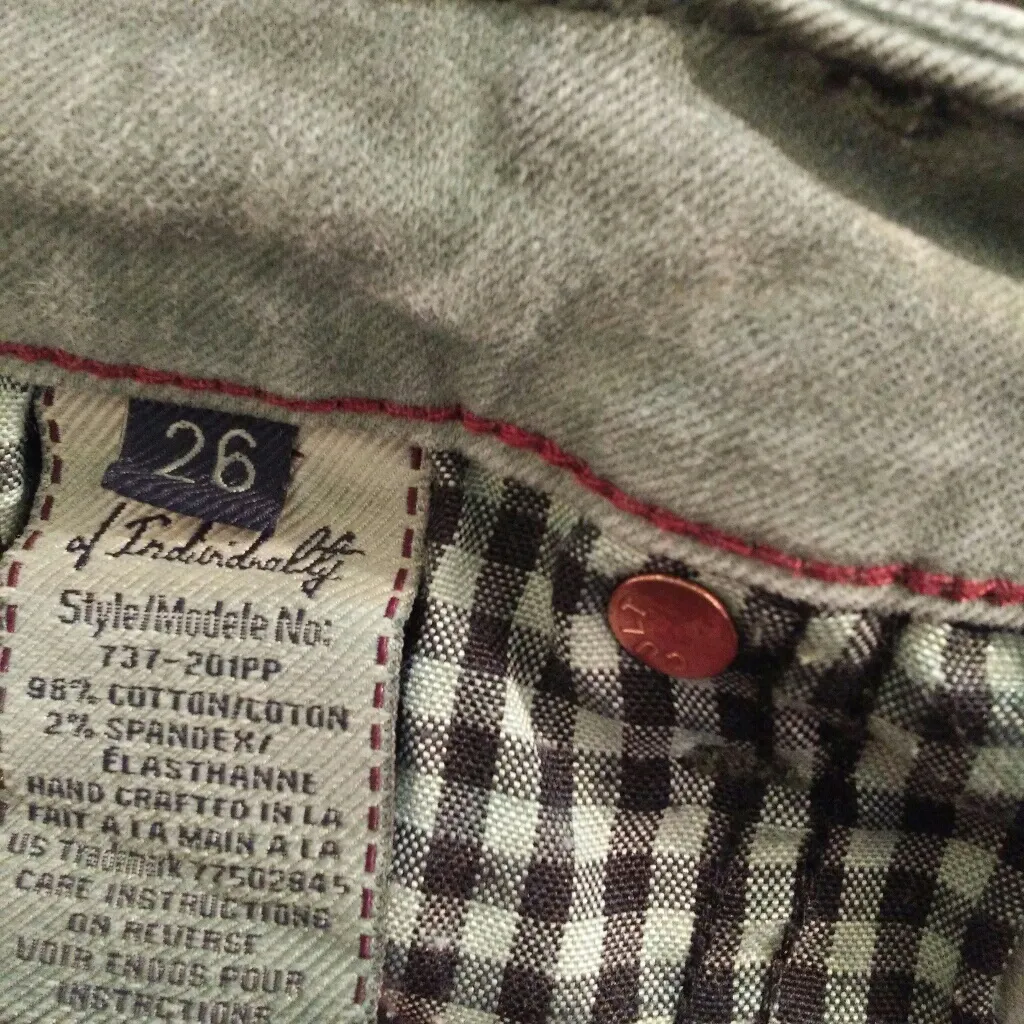 26
of Individuality
Style/Modele No:
737-201PP
98% COTTON/COTON
2% SPANDEX/
ÉLASTHANNE
HAND CRAFTED IN LA
FAIT A LA MAIN A LA
US Trademark 77502845
CARE INSTRUCTIONS
ON REVERSE
VOIR ENDOS POUR
INSTRCTIONS